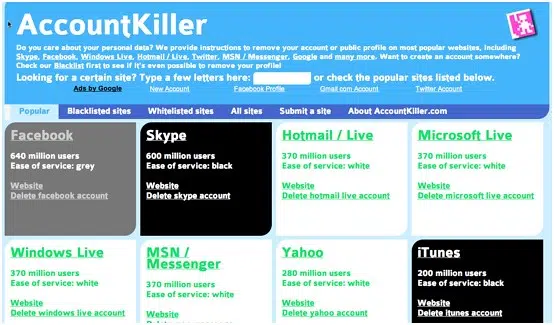 AccountKiller
Do you care about your personal data? We provide instructions to remove your account or public profile on most popular websites, including
Skype, Facebook, Windows Live, Hotmail / Live, Twitter, MSN / Messenger, Google and many more. Want to create an account somewhere?
Check our Blacklist first to see if it's even possible to remove your profile!
Looking for a certain site? Type a few letters here: or check the popular sites listed below.
Ads by Google New Account Facebook Profile Gmail com Account Twitter Account
Popular Blacklisted sites Whitelisted sites All sites Submit a site About AccountKiller.com
Facebook
640 million users
Ease of service: grey
Website
Delete facebook account
Skype
600 million users
Ease of service: black
Website
Delete skype account
Hotmail / Live
370 million users
Ease of service: white
Website
Delete hotmail live account
Microsoft Live
370 million users
Ease of service: white
Website
Delete microsoft live account
Windows Live
370 million users
Ease of service: white
Website
Delete windows live account
MSN /
Messenger
370 million users
Ease of service: white
Website
Yahoo
280 million users
Ease of service: white
Website
Delete yahoo account
iTunes
200 million users
Ease of service: black
Website
Delete itunes account